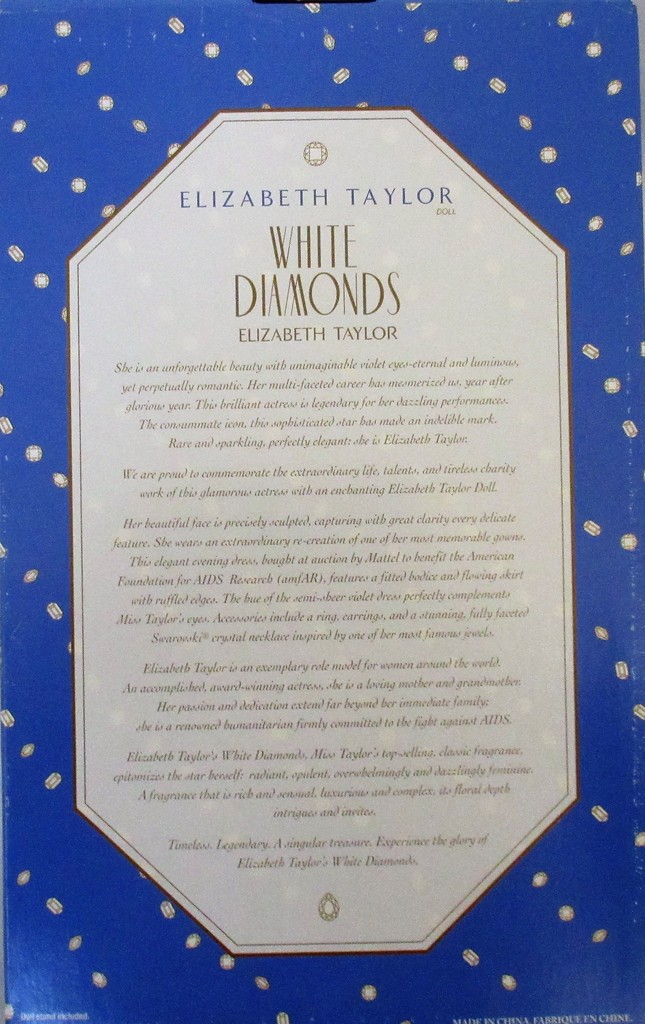 ELIZABETH TAYLOR
DOLL
WHITE
DIAMONDS
ELIZABETH TAYLOR
She is an unforgettable beauty with unimaginable violet eyes-eternal and luminous,
yet perpetually romantic. Her multi-faceted career has mesmerized us, year after
glorious year. This brilliant actress is legendary for her dazzling performances.
The consummate icon, this sophisticated star has made an indelible mark.
Rare and sparkling, perfectly elegant: she is Elizabeth Taylor.
We are proud to commemorate the extraordinary life, talents, and tireless charity
work of this glamorous actress with an enchanting Elizabeth Taylor Doll.
Her beautiful face is precisely sculpted, capturing with great clarity every delicate
feature. She wears an extraordinary re-creation of one of her most memorable gowns.
This elegant evening dress, bought at auction by Mattel to benefit the American
Foundation for AIDS Research (amfAR), features a fitted bodice and flowing skirt
with ruffled edges. The hue of the semi-sheer violet dress perfectly complements
Miss Taylor's eyes. Accessories include a ring, earrings, and a stunning, fully faceted
Swarovski® crystal necklace inspired by one of her most famous jewels.
Elizabeth Taylor is an exemplary role model for women around the world.
An accomplished, award-winning actress, she is a loving mother and grandmother.
Her passion and dedication extend far beyond her immediate family;
she is a renowned humanitarian firmly committed to the fight against AIDS.
Elizabeth Taylor's White Diamonds, Miss Taylor's top-selling, classic fragrance,
epitomizes the star herself: radiant, opulent, overwhelmingly and dazzlingly feminine.
A fragrance that is rich and sensual, luxurious and complex, its floral depth
intrigues and invites.
Timeless. Legendary. A singular treasure. Experience the glory of
Elizabeth Taylor's White Diamonds.
Doll stand included.
MADE IN CHINA. FABRIQUÉ EN CHINE.